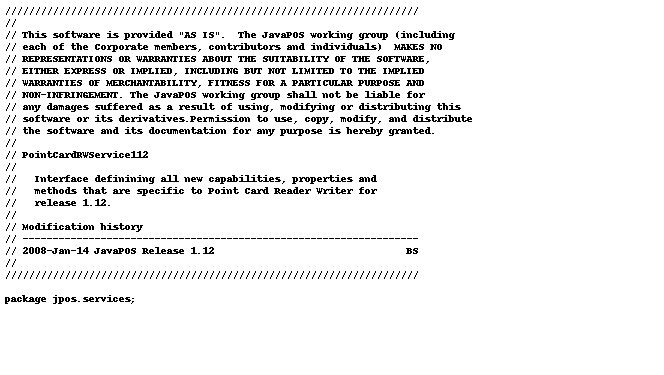 //////////////////////////////////////////////////////////////////////
//
// This software is provided "AS IS".  The JavaPOS working group (including
// each of the Corporate members, contributors and individuals)  MAKES NO
// REPRESENTATIONS OR WARRANTIES ABOUT THE SUITABILITY OF THE SOFTWARE,
// EITHER EXPRESS OR IMPLIED, INCLUDING BUT NOT LIMITED TO THE IMPLIED
// WARRANTIES OF MERCHANTABILITY, FITNESS FOR A PARTICULAR PURPOSE AND
// NON-INFRINGEMENT. The JavaPOS working group shall not be liable for
// any damages suffered as a result of using, modifying or distributing this
// software or its derivatives.Permission to use, copy, modify, and distribute
// the software and its documentation for any purpose is hereby granted.
//
// PointCardRWService112
//
//   Interface definining all new capabilities, properties and
//   methods that are specific to Point Card Reader Writer for
//   release 1.12.
//
// Modification history
// ------------------------------------------------------------------
// 2008-Jan-14 JavaPOS Release 1.12                                BS
//
//////////////////////////////////////////////////////////////////////
package jpos.services;